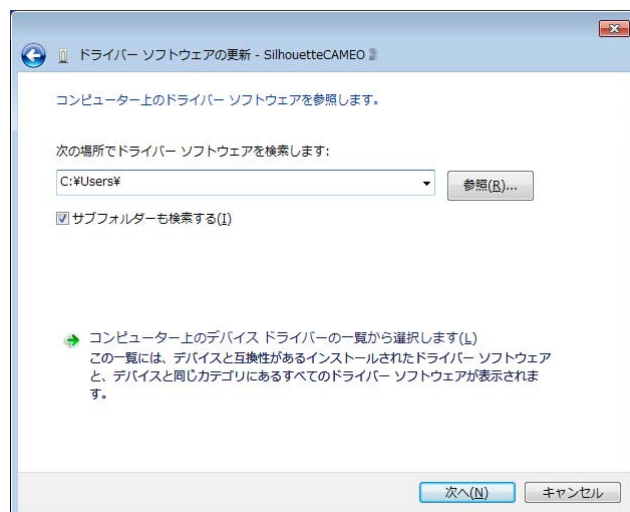 ドライバー ソフトウェアの更新 - SilhouetteCAMEO
コンピューター上のドライバー ソフトウェアを参照します。
次の場所でドライバー ソフトウェアを検索します:
C:¥Users¥
参照(R)...
サブフォルダーも検索する(I)
コンピューター上のデバイス ドライバーの一覧から選択します(L)
この一覧には、デバイスと互換性があるインストールされたドライバー ソフトウェア
と、デバイスと同じカテゴリにあるすべてのドライバー ソフトウェアが表示されま
す。
次へ(N)
キャンセル